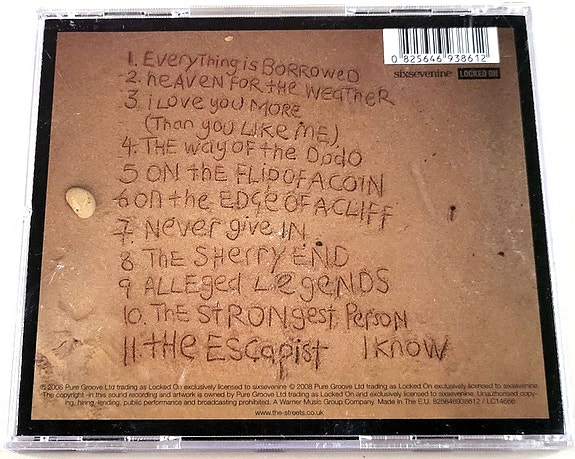 1. Everything is BORROWED
2. HEAVEN FOR THE WEATHER
3. i Love you MORE
(Than you LIKE ME)
4. THE way OF THE DODO
5 ON THE FLIP OF A COIN
6 ON THE EDGE OF A CLIFF
7. Never give IN
8 THE SHERRY END
9 ALLEGED LEGENDS
10. THE STRONGEST PERSON
I KNOW
11. THE ESCAPIST
0 825646 938612
sixsevenine LOCKED ON
℗ 2008 Pure Groove Ltd trading as Locked On exclusively licensed to sixsevenine © 2008 Pure Groove Ltd trading as Locked On exclusively licensed to sixsevenine.
The copyright in this sound recording and artwork is owned by Pure Groove Ltd trading as Locked On and exclusively licensed to sixsevenine. Unauthorised copy-
ing, hiring, lending, public performance and broadcasting prohibited. A Warner Music Group Company. Made In The E.U. 825646938612 / LC14666
www.the-streets.co.uk